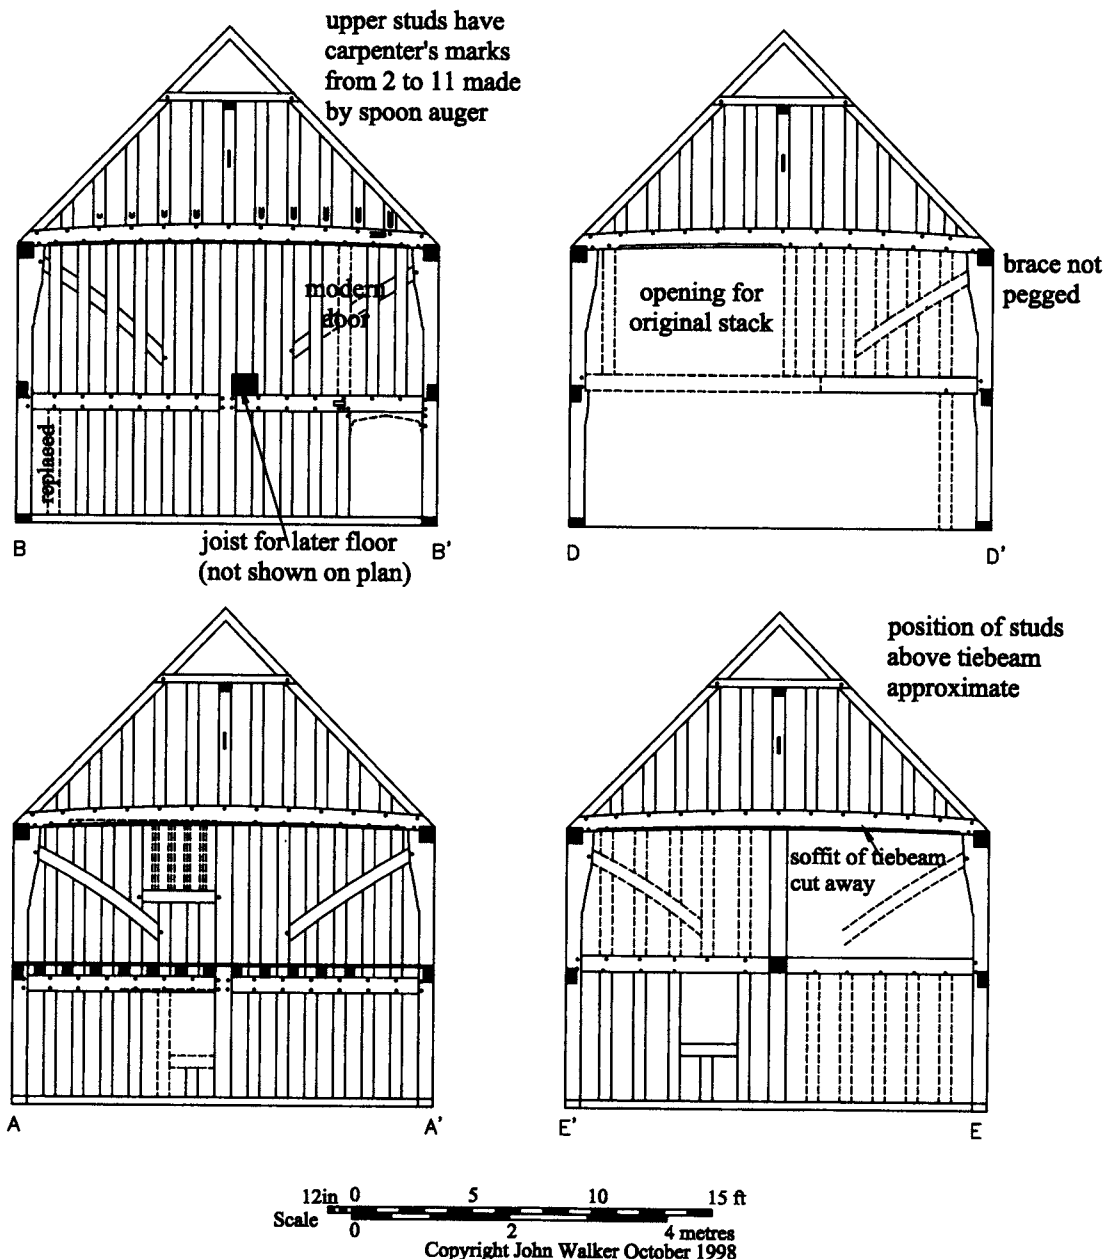 upper studs have
carpenter's marks
from 2 to 11 made
by spoon auger
modern
door
replaced
joist for later floor
(not shown on plan)
B
B'
opening for
original stack
brace not
pegged
D
D'
A
A'
position of studs
above tiebeam
approximate
soffit of tiebeam
cut away
E'
E
12in 0 5 10 15 ft
Scale
0 2 4 metres
Copyright John Walker October 1998